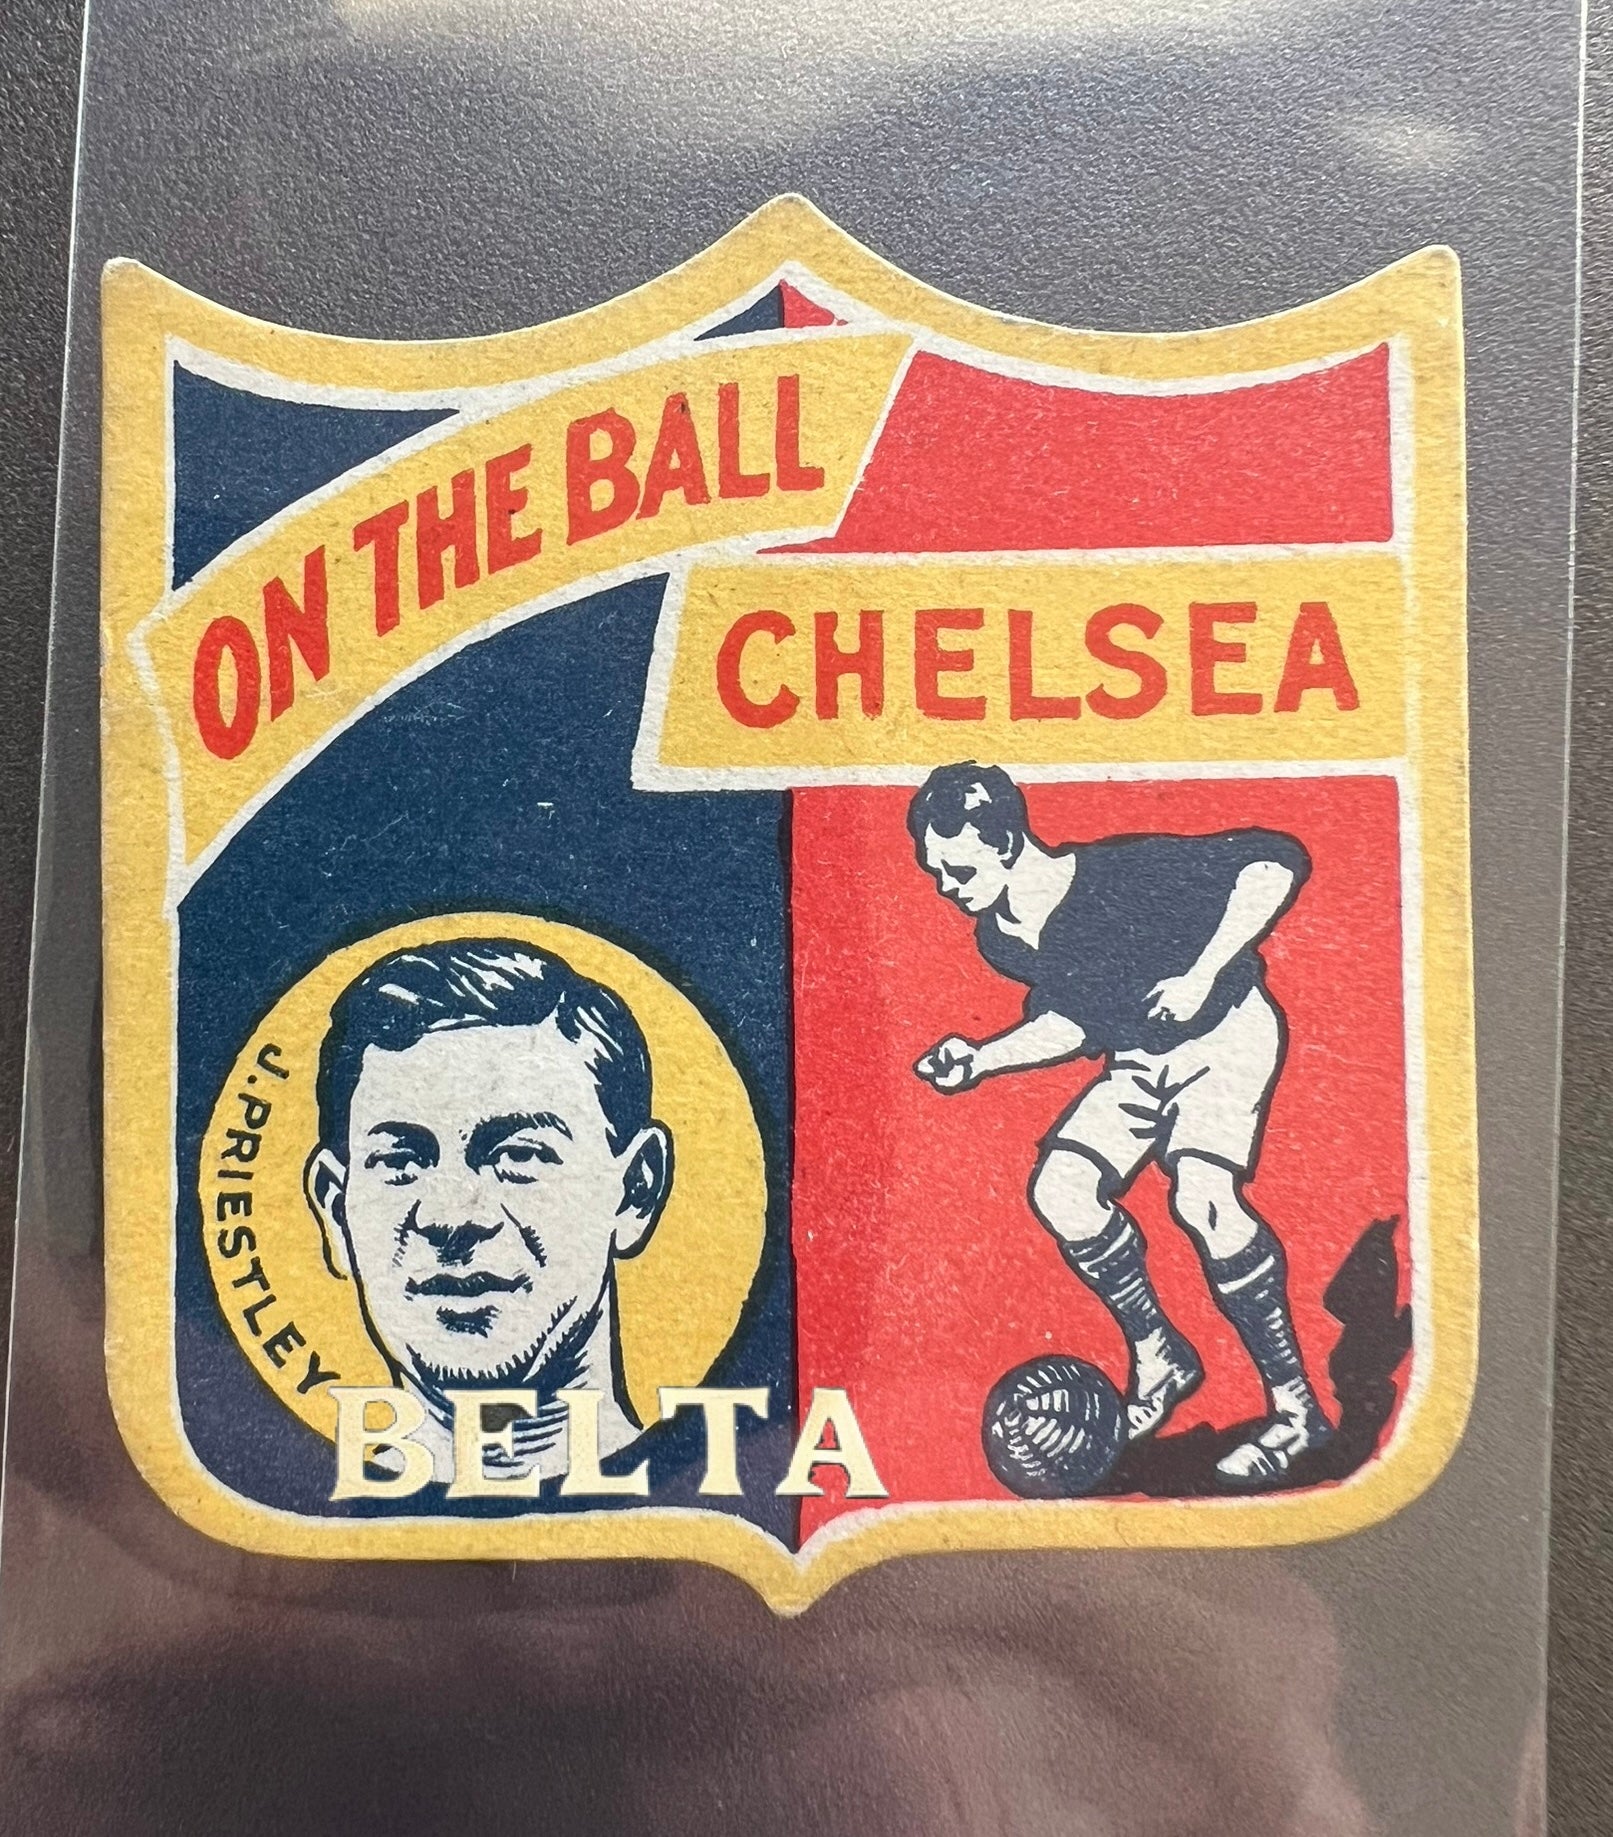 ON THE BALL
CHELSEA
J. PRIESTLEY
BELTA